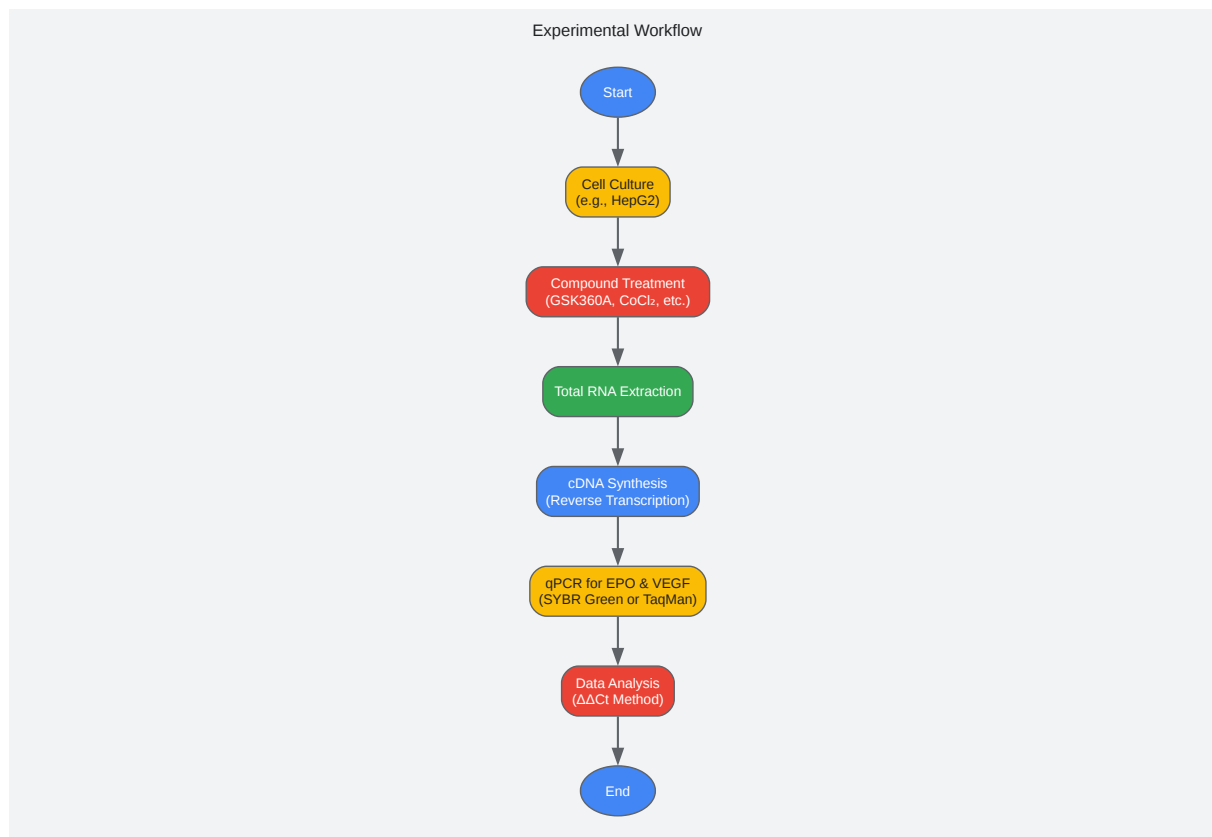 Experimental Workflow
Start
Cell Culture
(e.g., HepG2)
Compound Treatment
(GSK360A, CoCl₂, etc.)
Total RNA Extraction
cDNA Synthesis
(Reverse Transcription)
qPCR for EPO & VEGF
(SYBR Green or TaqMan)
Data Analysis
(ΔΔCt Method)
End